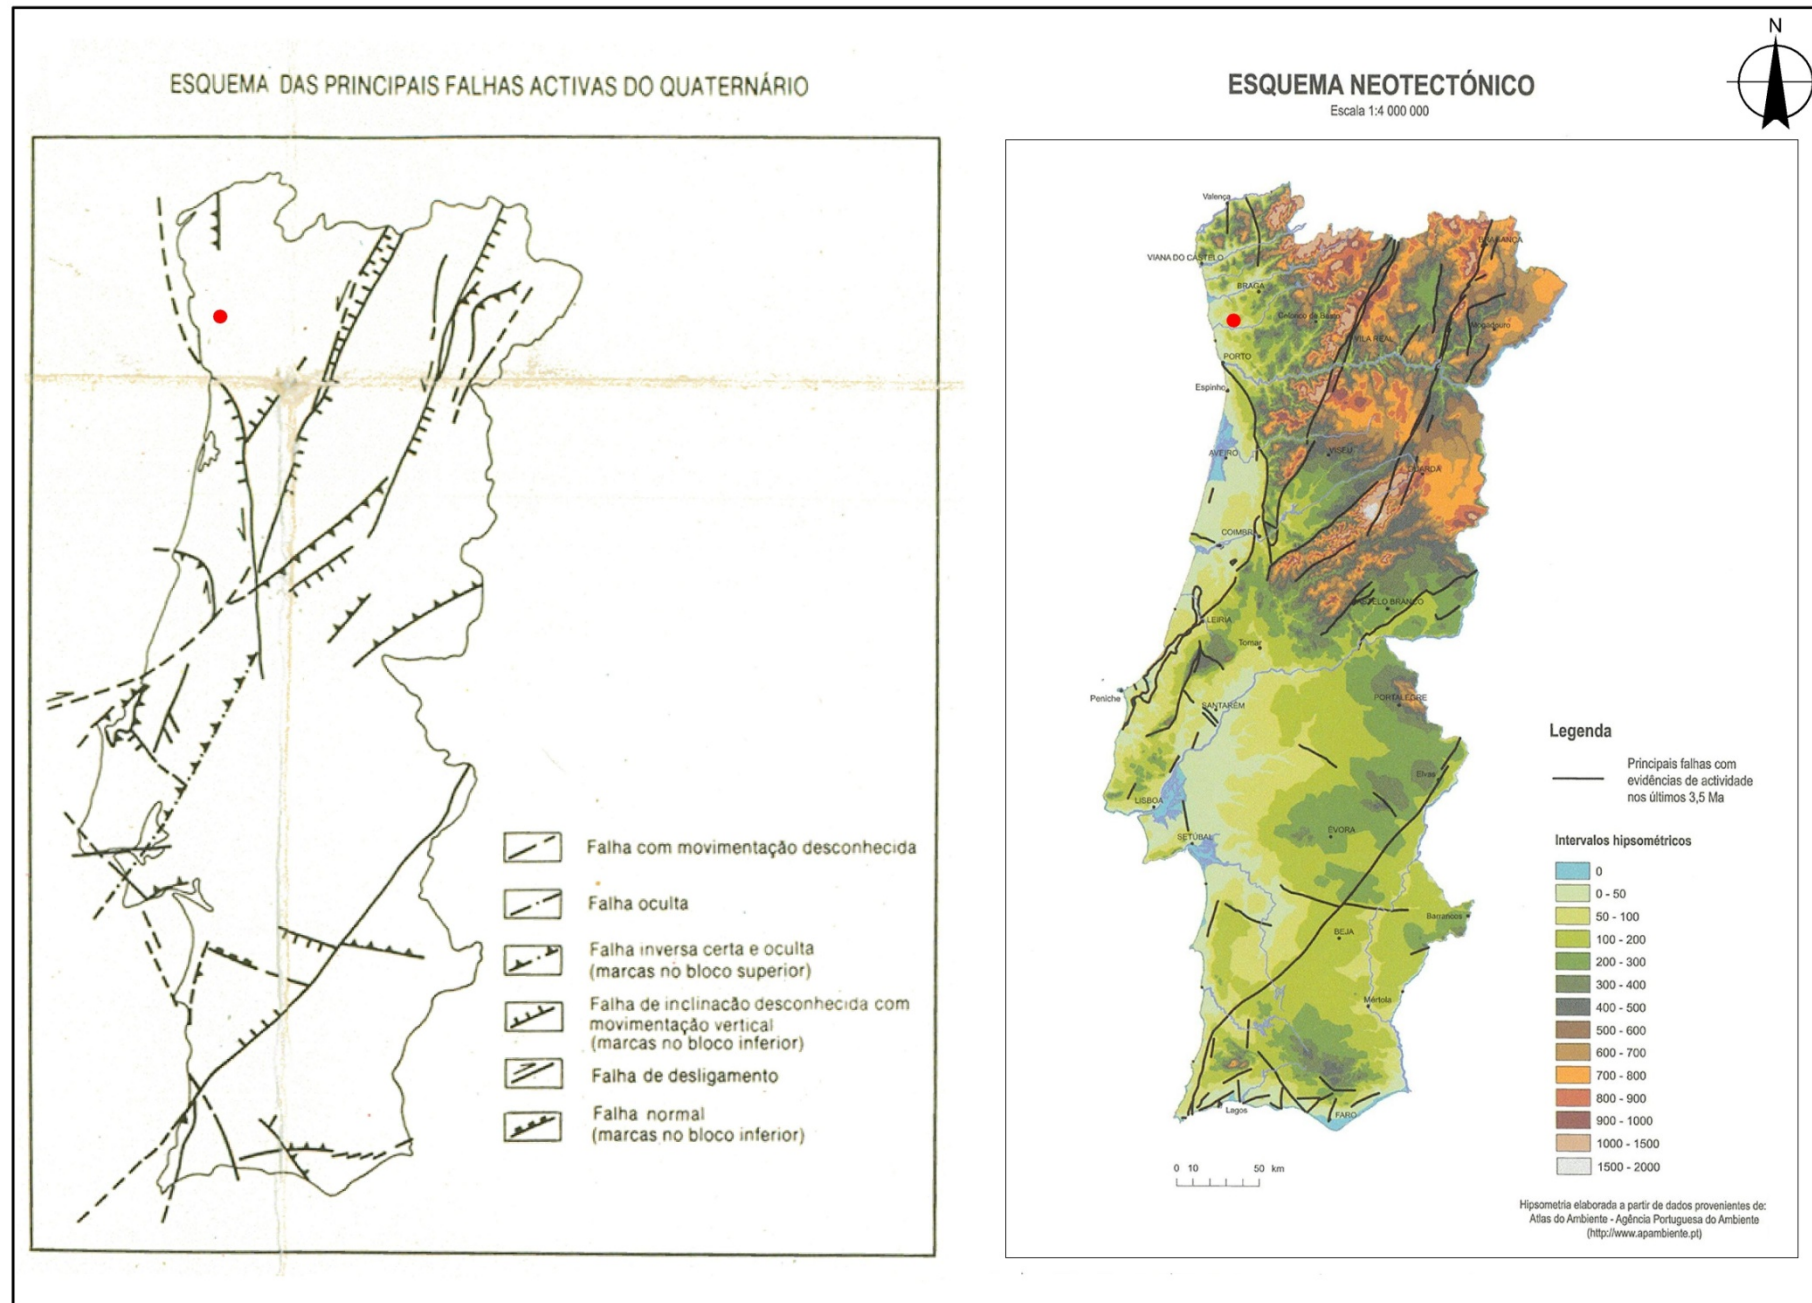 ESQUEMA DAS PRINCIPAIS FALHAS ACTIVAS DO QUATERNÁRIO
Falha com movimentação desconhecida
Falha oculta
Falha inversa certa e oculta
(marcas no bloco superior)
Falha de inclinacão desconhecida com
movimentação vertical
(marcas no bloco inferior)
Falha de desligamento
Falha normal
(marcas no bloco inferior)
N
ESQUEMA NEOTECTÓNICO
Escala 1:4 000 000
Valença
VIANA DO CASTELO
BRAGANÇA
BRAGA
Celorico de Basto
Mogadouro
VILA REAL
PORTO
Espinho
AVEIRO
VISEU
GUARDA
COIMBRA
CASTELO BRANCO
LEIRIA
Tomar
Peniche
PORTALEGRE
SANTARÉM
Elvas
LISBOA
ÉVORA
SETÚBAL
Barrancos
BEJA
Mértola
Lagos
FARO
0 10 50 km
Legenda
Principais falhas com
evidências de actividade
nos últimos 3,5 Ma
Intervalos hipsométricos
0
0 - 50
50 - 100
100 - 200
200 - 300
300 - 400
400 - 500
500 - 600
600 - 700
700 - 800
800 - 900
900 - 1000
1000 - 1500
1500 - 2000
Hipsometria elaborada a partir de dados provenientes de:
Atlas do Ambiente - Agência Portuguesa do Ambiente
(http://www.apambiente.pt)